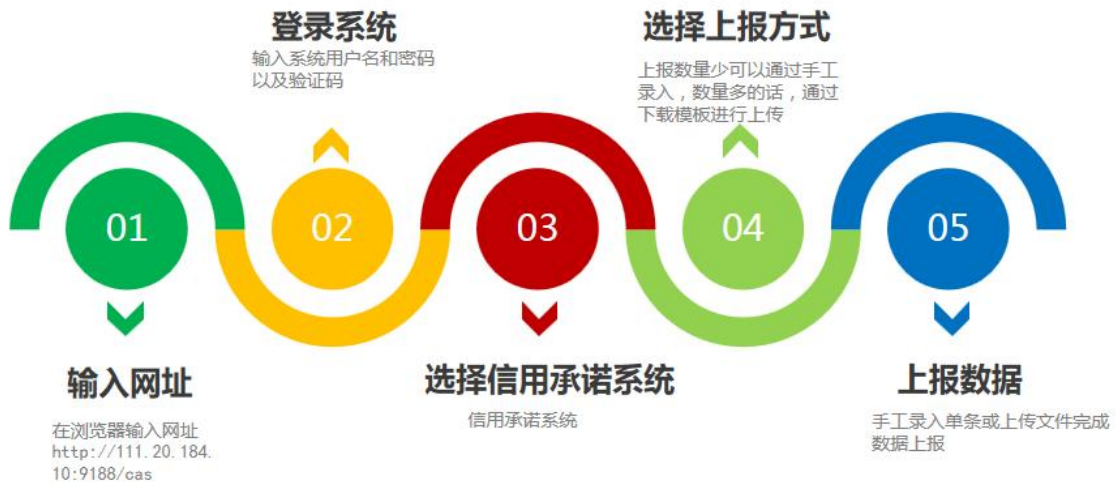 登录系统
输入系统用户名和密码
以及验证码
选择上报方式
上报数量少可以通过手工
录入，数量多的话，通过
下载模板进行上传
01
02
03
04
05
输入网址
在浏览器输入网址
http://111.20.184.
10:9188/cas
选择信用承诺系统
信用承诺系统
上报数据
手工录入单条或上传文件完成
数据上报